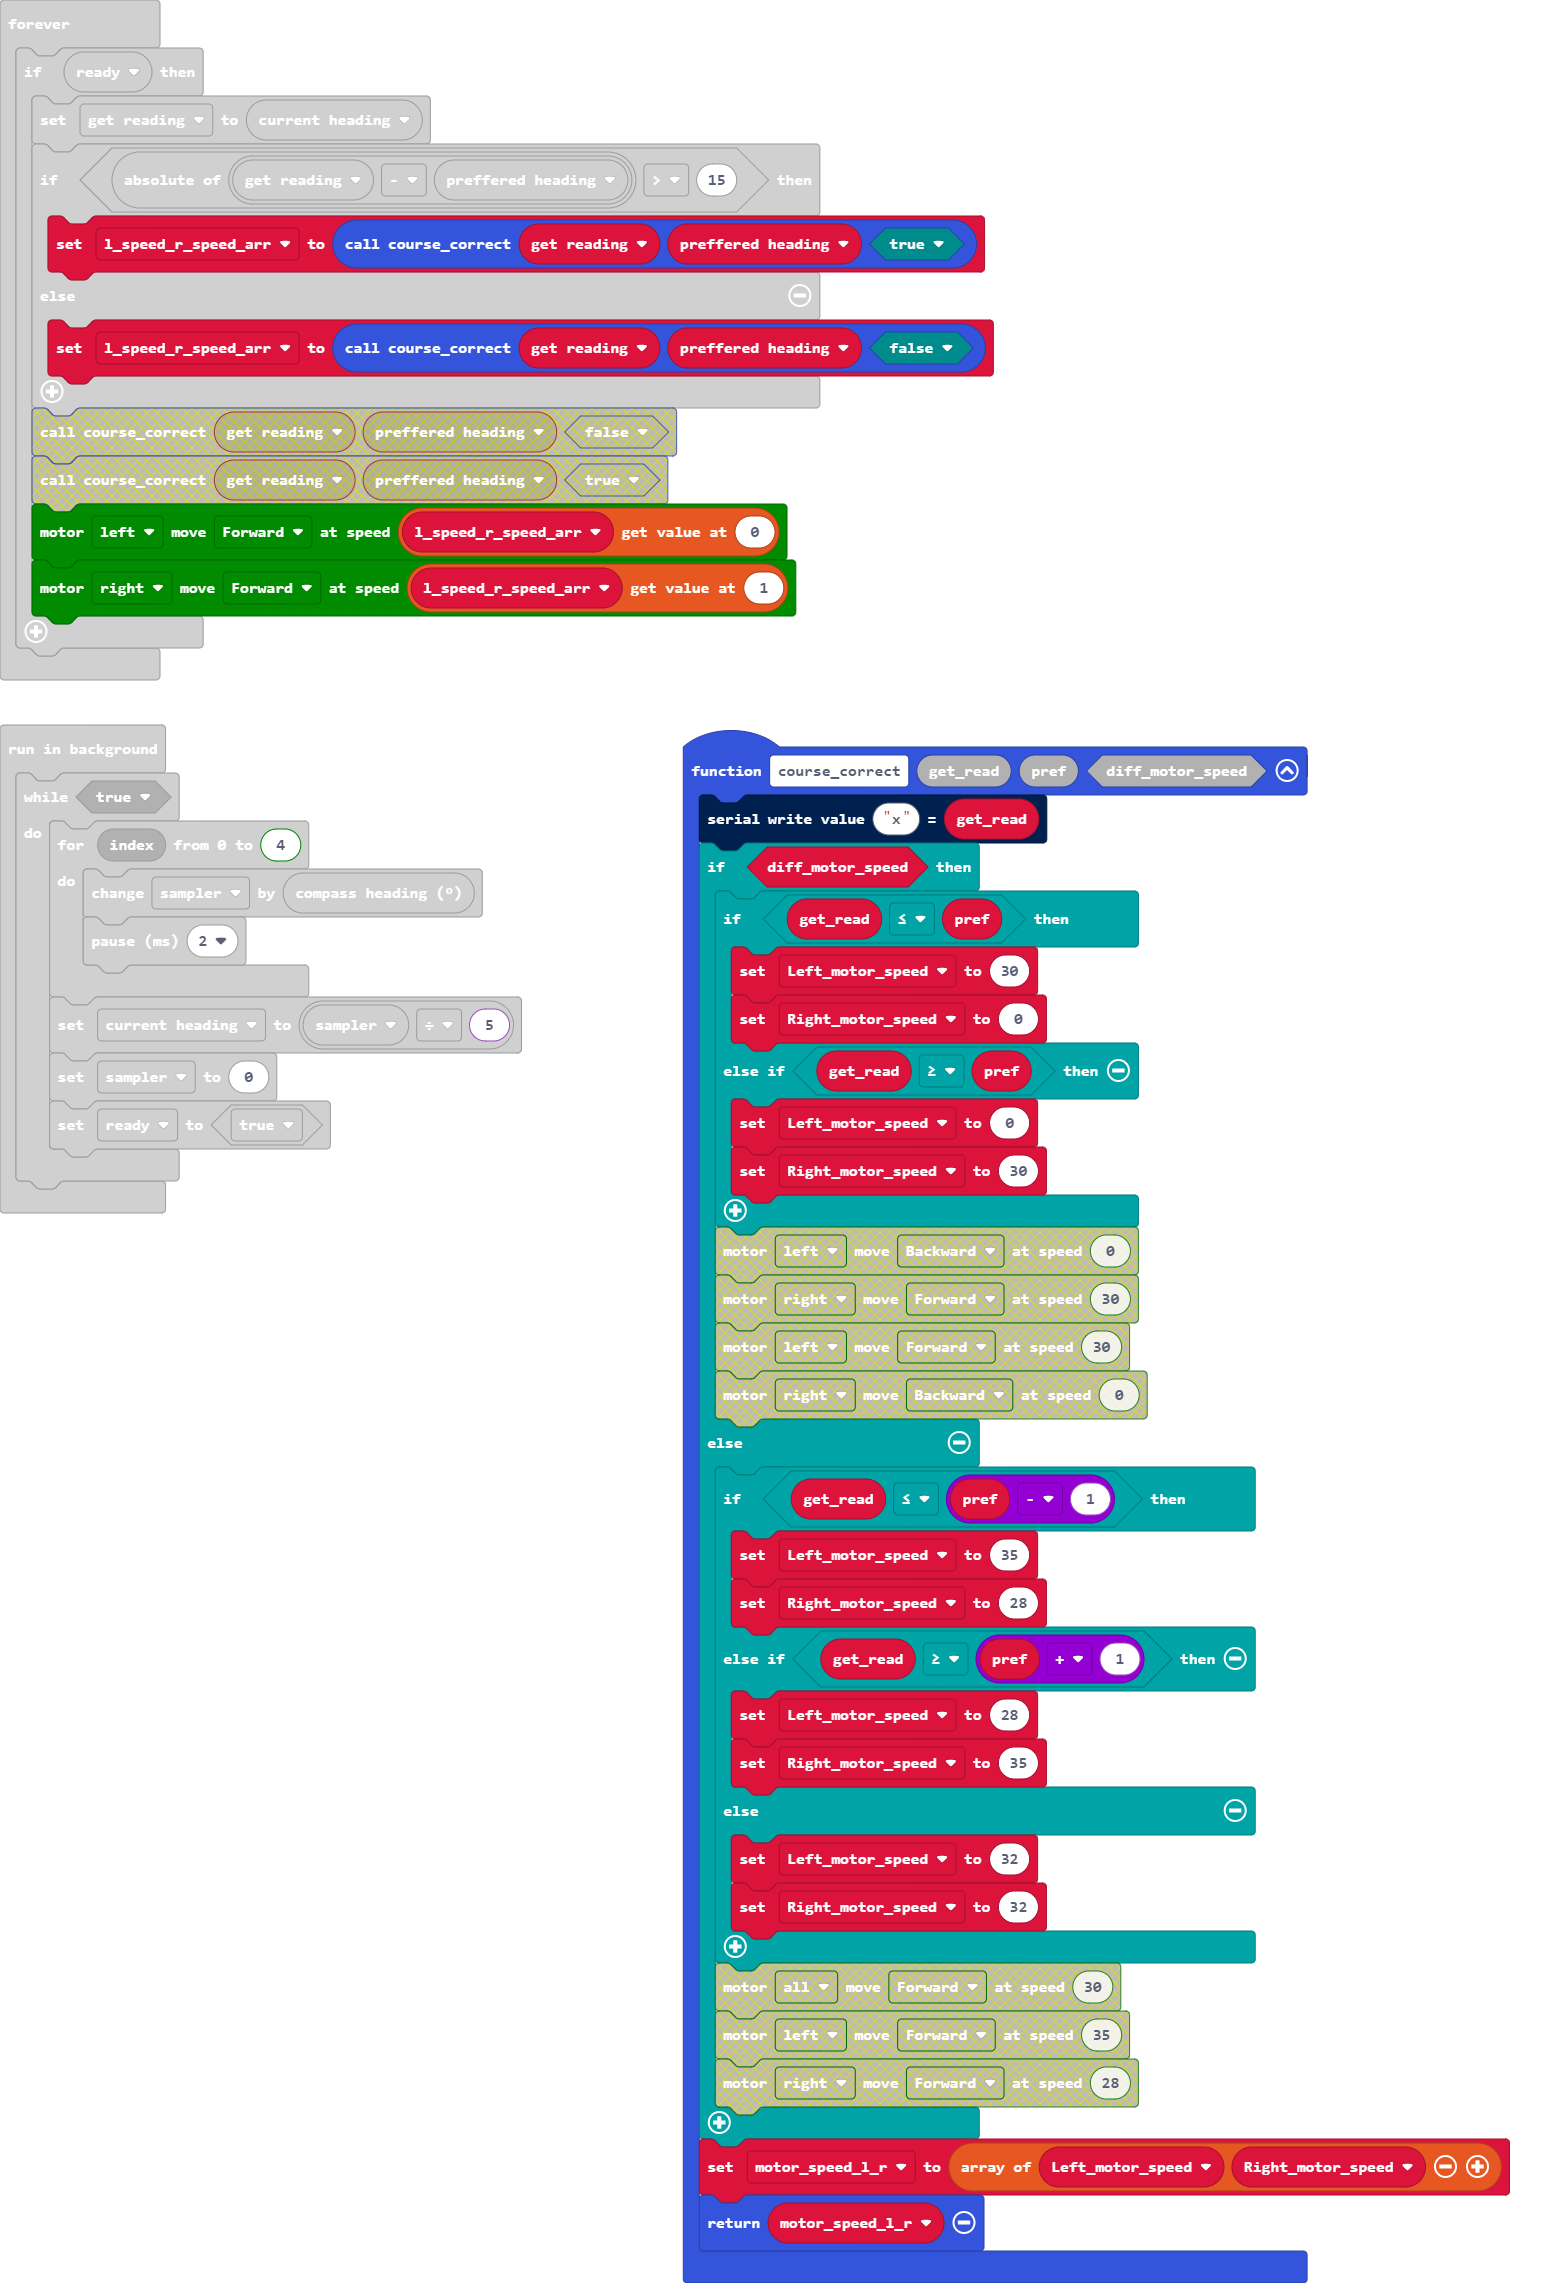 forever
if ready then
set get reading to current heading
if absolute of get reading - preffered heading > 15 then
set l_speed_r_speed_arr to call course_correct get reading preffered heading true
else
set l_speed_r_speed_arr to call course_correct get reading preffered heading false
call course_correct get reading preffered heading false
call course_correct get reading preffered heading true
motor left move Forward at speed l_speed_r_speed_arr get value at 0
motor right move Forward at speed l_speed_r_speed_arr get value at 1
run in background
while true
do
for index from 0 to 4
do
change sampler by compass heading (º)
pause (ms) 2
set current heading to sampler ÷ 5
set sampler to 0
set ready to true
function course_correct get_read pref diff_motor_speed
serial write value "x" = get_read
if diff_motor_speed then
if get_read ≤ pref then
set Left_motor_speed to 30
set Right_motor_speed to 0
else if get_read ≥ pref then
set Left_motor_speed to 0
set Right_motor_speed to 30
motor left move Backward at speed 0
motor right move Forward at speed 30
motor left move Forward at speed 30
motor right move Backward at speed 0
else
if get_read ≤ pref - 1 then
set Left_motor_speed to 35
set Right_motor_speed to 28
else if get_read ≥ pref + 1 then
set Left_motor_speed to 28
set Right_motor_speed to 35
else
set Left_motor_speed to 32
set Right_motor_speed to 32
motor all move Forward at speed 30
motor left move Forward at speed 35
motor right move Forward at speed 28
set motor_speed_l_r to array of Left_motor_speed Right_motor_speed
return motor_speed_l_r